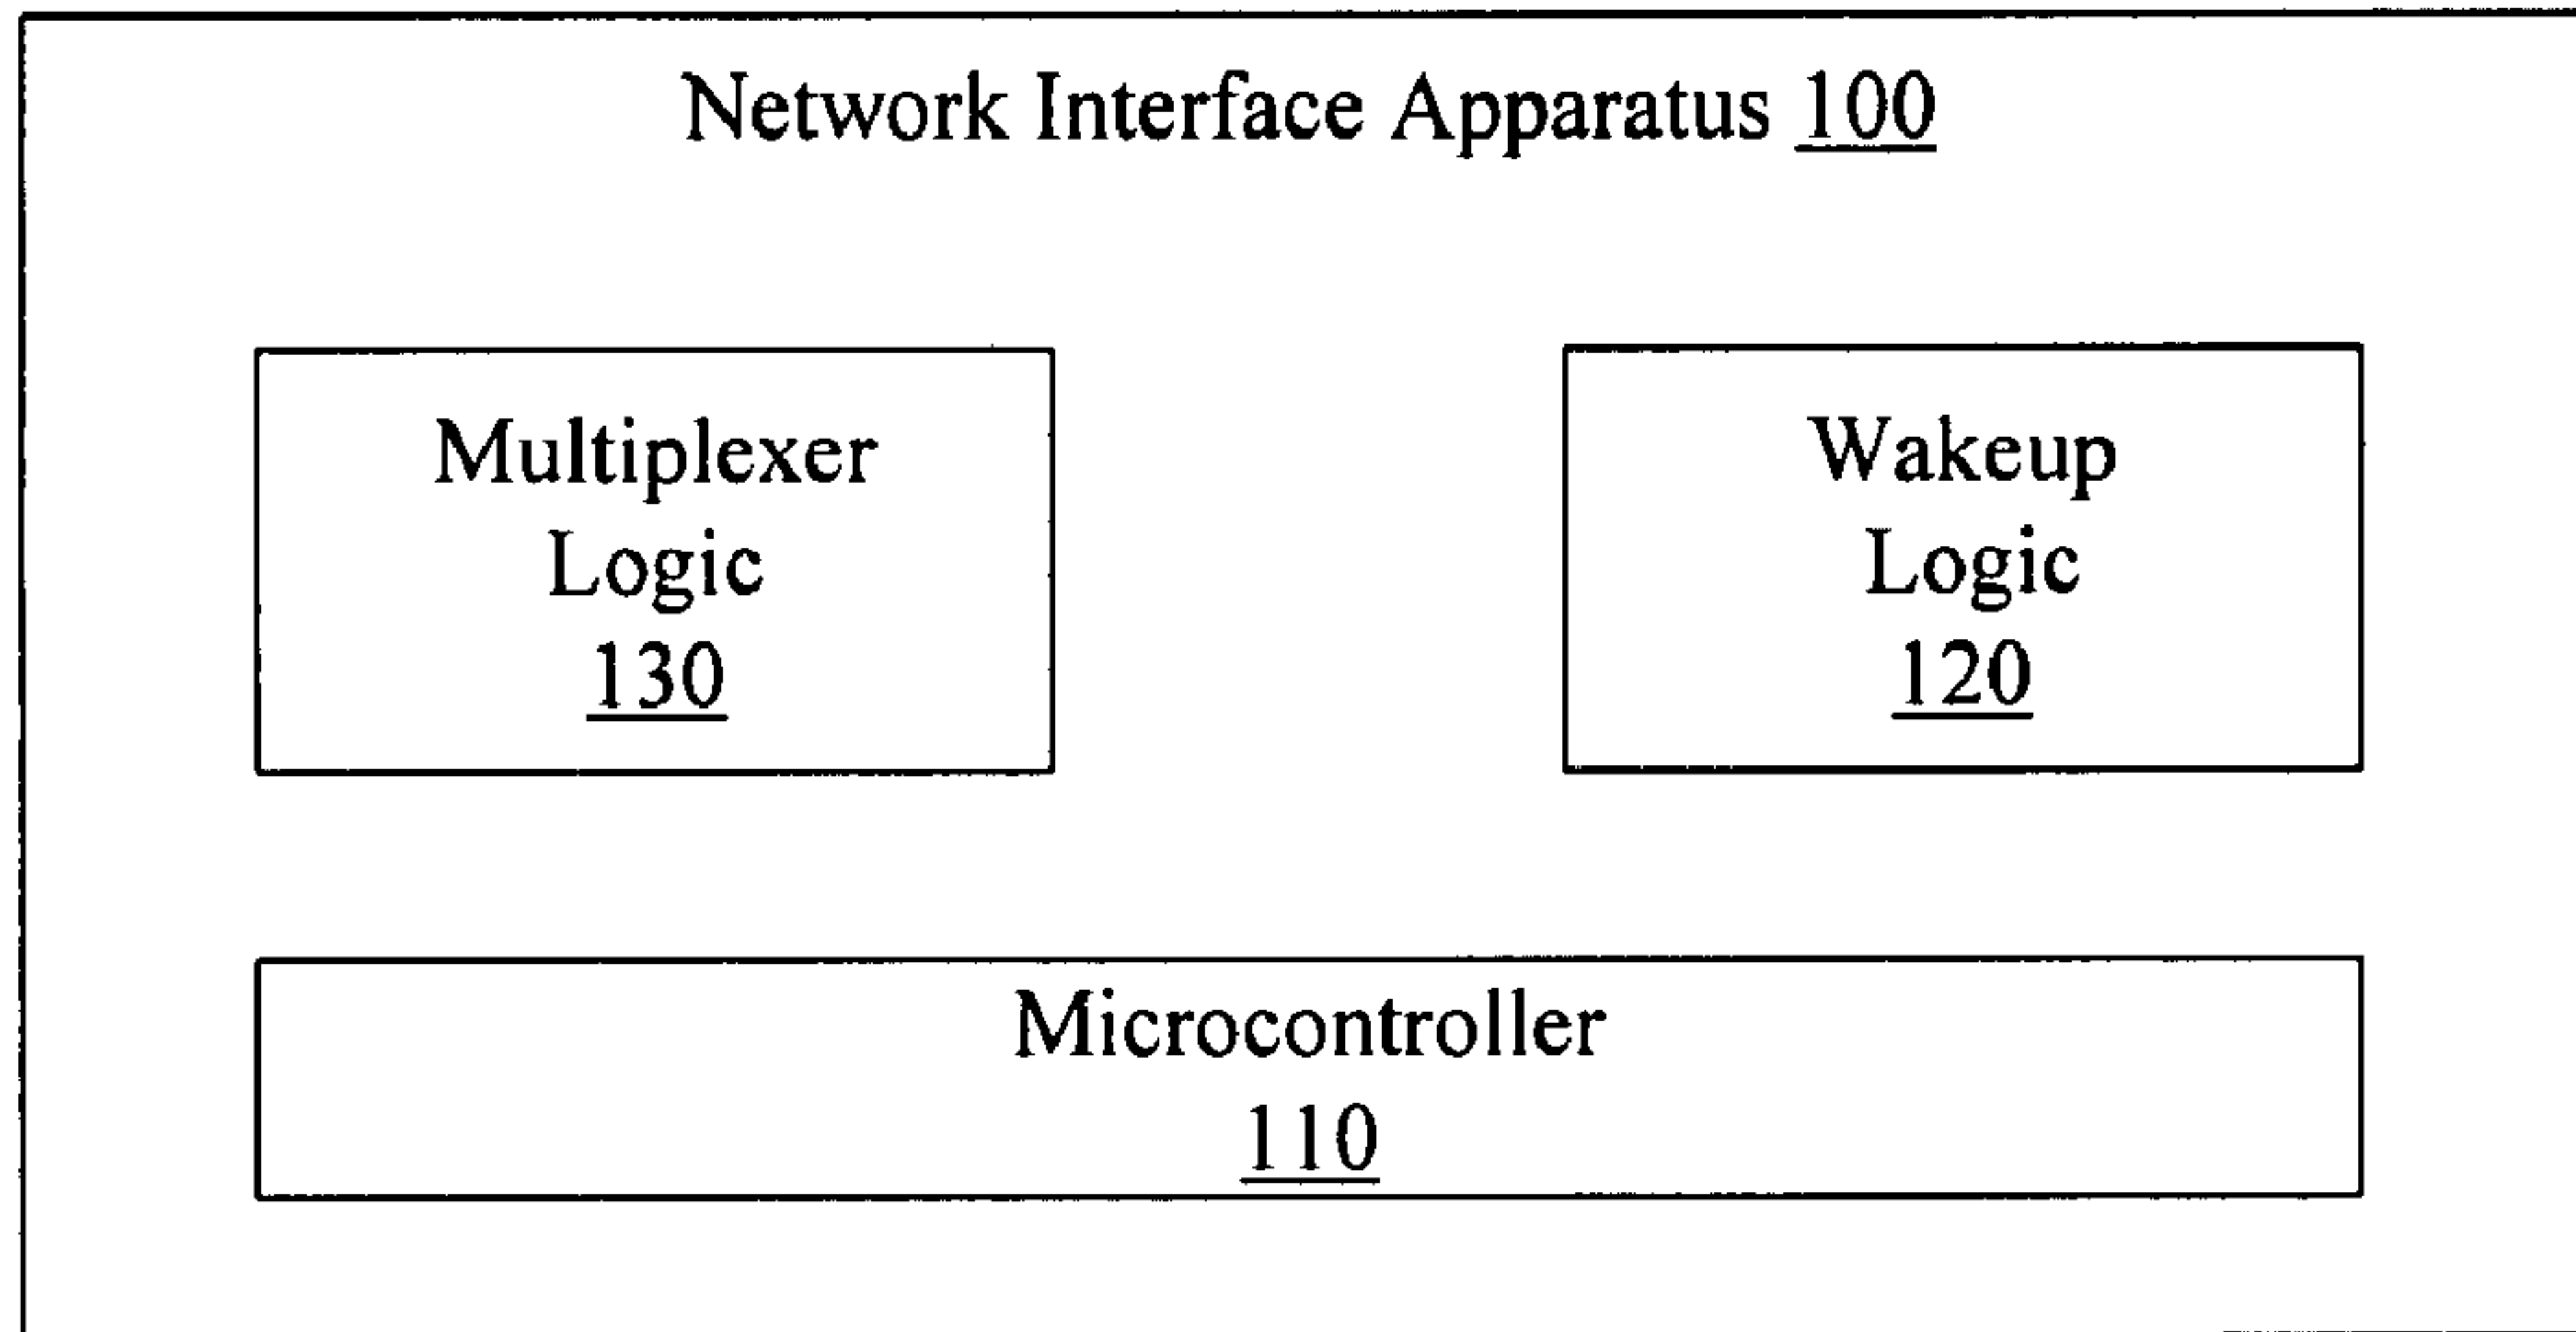 Network Interface Apparatus 100
Multiplexer
Logic
130
Wakeup
Logic
120
Microcontroller
110